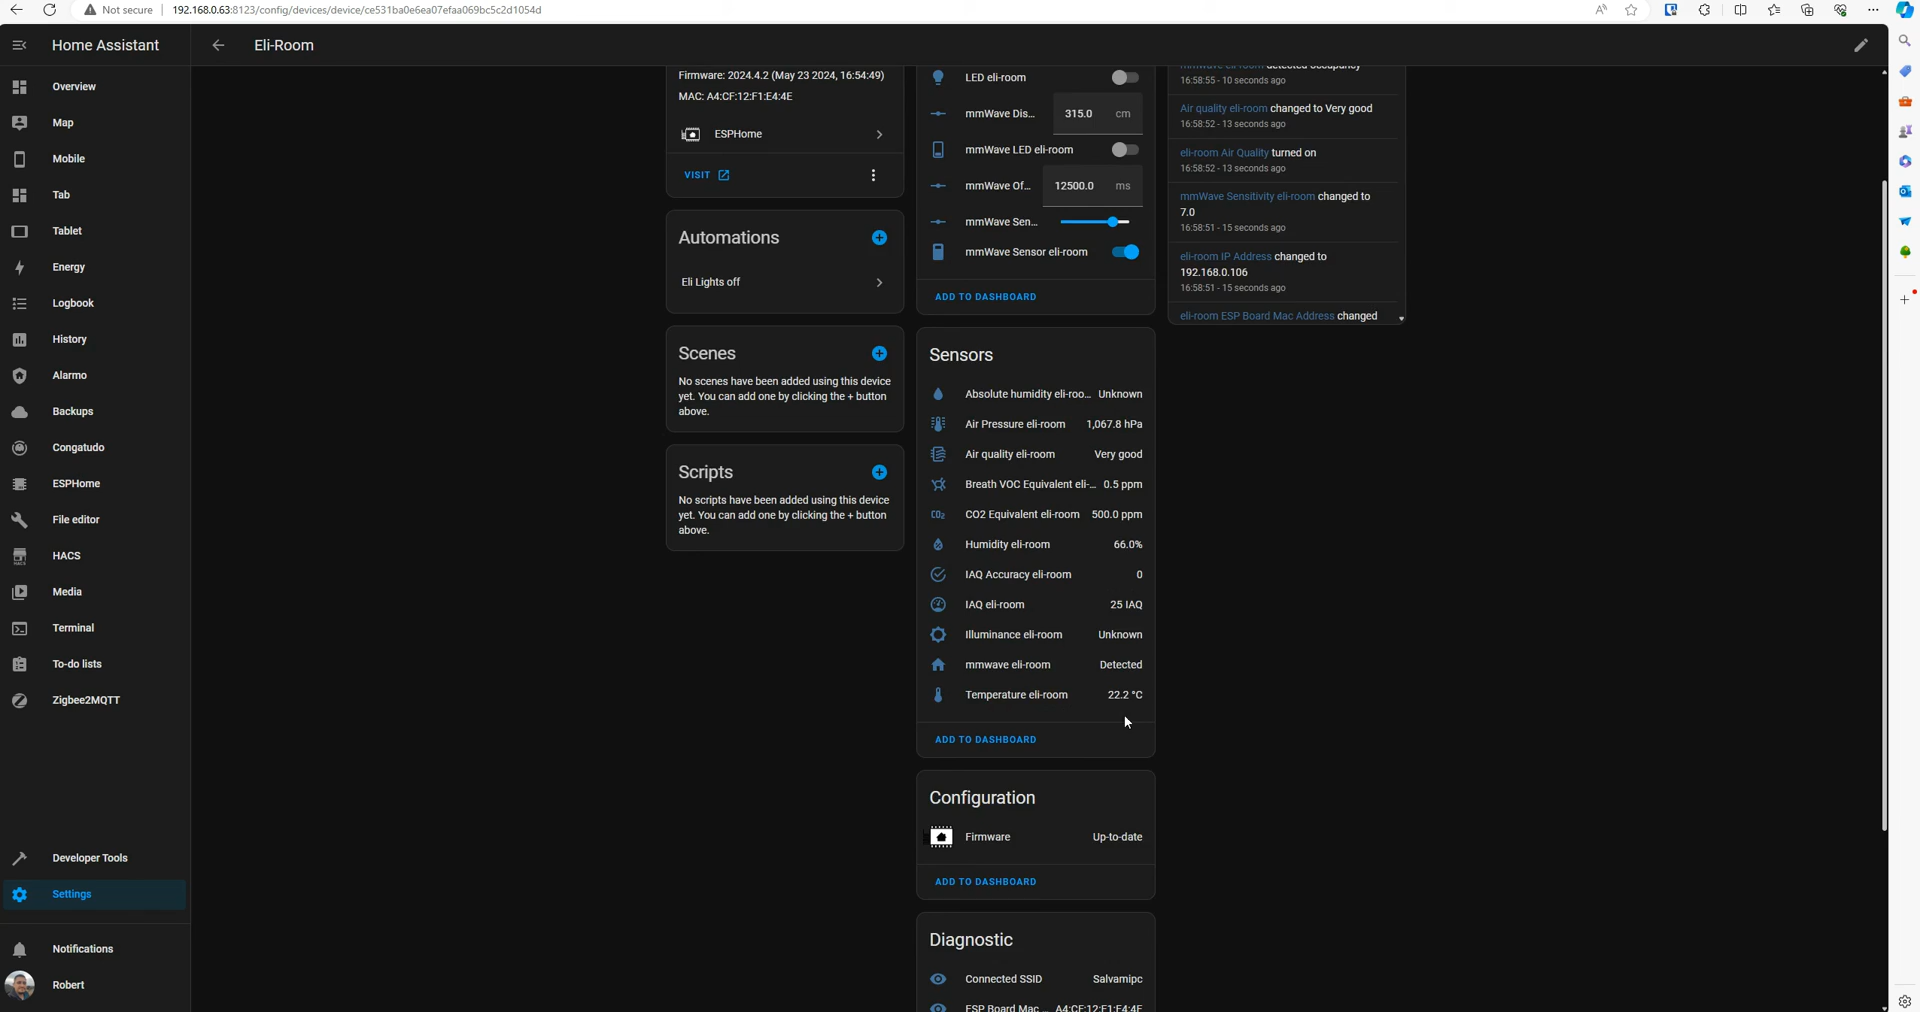 Not secure
192.168.0.63:8123/config/devices/device/ce531ba0e6ea07efaa069bc5c2d1054d
Home Assistant
Eli-Room
Overview
Map
Mobile
Tab
Tablet
Energy
Logbook
History
Alarmo
Backups
Congatudo
ESPHome
File editor
HACS
Media
Terminal
To-do lists
Zigbee2MQTT
Developer Tools
Settings
Notifications
Robert
Firmware: 2024.4.2 (May 23 2024, 16:54:49)
MAC: A4:CF:12:F1:E4:4E
ESPHome
VISIT
Automations
Eli Lights off
Scenes
No scenes have been added using this device
yet. You can add one by clicking the + button
above.
Scripts
No scripts have been added using this device
yet. You can add one by clicking the + button
above.
LED eli-room
mmWave Dis... 315.0 cm
mmWave LED eli-room
mmWave Of... 12500.0 ms
mmWave Sen...
mmWave Sensor eli-room
ADD TO DASHBOARD
Sensors
Absolute humidity eli-roo... Unknown
Air Pressure eli-room 1,067.8 hPa
Air quality eli-room Very good
Breath VOC Equivalent eli-... 0.5 ppm
CO2 Equivalent eli-room 500.0 ppm
Humidity eli-room 66.0%
IAQ Accuracy eli-room 0
IAQ eli-room 25 IAQ
Illuminance eli-room Unknown
mmwave eli-room Detected
Temperature eli-room 22.2 °C
ADD TO DASHBOARD
Configuration
Firmware Up-to-date
ADD TO DASHBOARD
Diagnostic
Connected SSID Salvamipc
ESP Board Mac ... A4:CF:12:F1:E4:4E
mmwave eli-room detected occupancy
16:58:55 - 10 seconds ago
Air quality eli-room changed to Very good
16:58:52 - 13 seconds ago
eli-room Air Quality turned on
16:58:52 - 13 seconds ago
mmWave Sensitivity eli-room changed to
7.0
16:58:51 - 15 seconds ago
eli-room IP Address changed to
192.168.0.106
16:58:51 - 15 seconds ago
eli-room ESP Board Mac Address changed